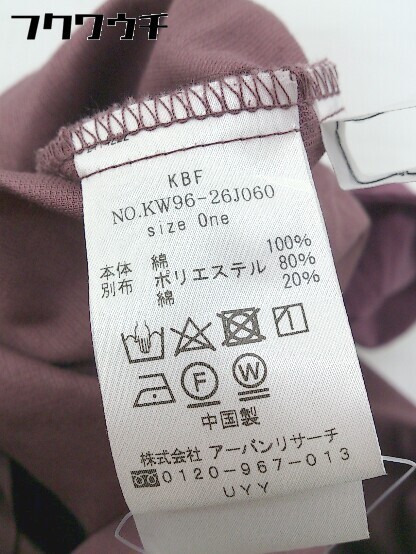 フクワウチ
KBF
NO.KW96-26J060
size One
本体 綿 100%
別布 ポリエステル 80%
綿 20%
F W
中国製
株式会社 アーバンリサーチ
0120-967-013
UYY